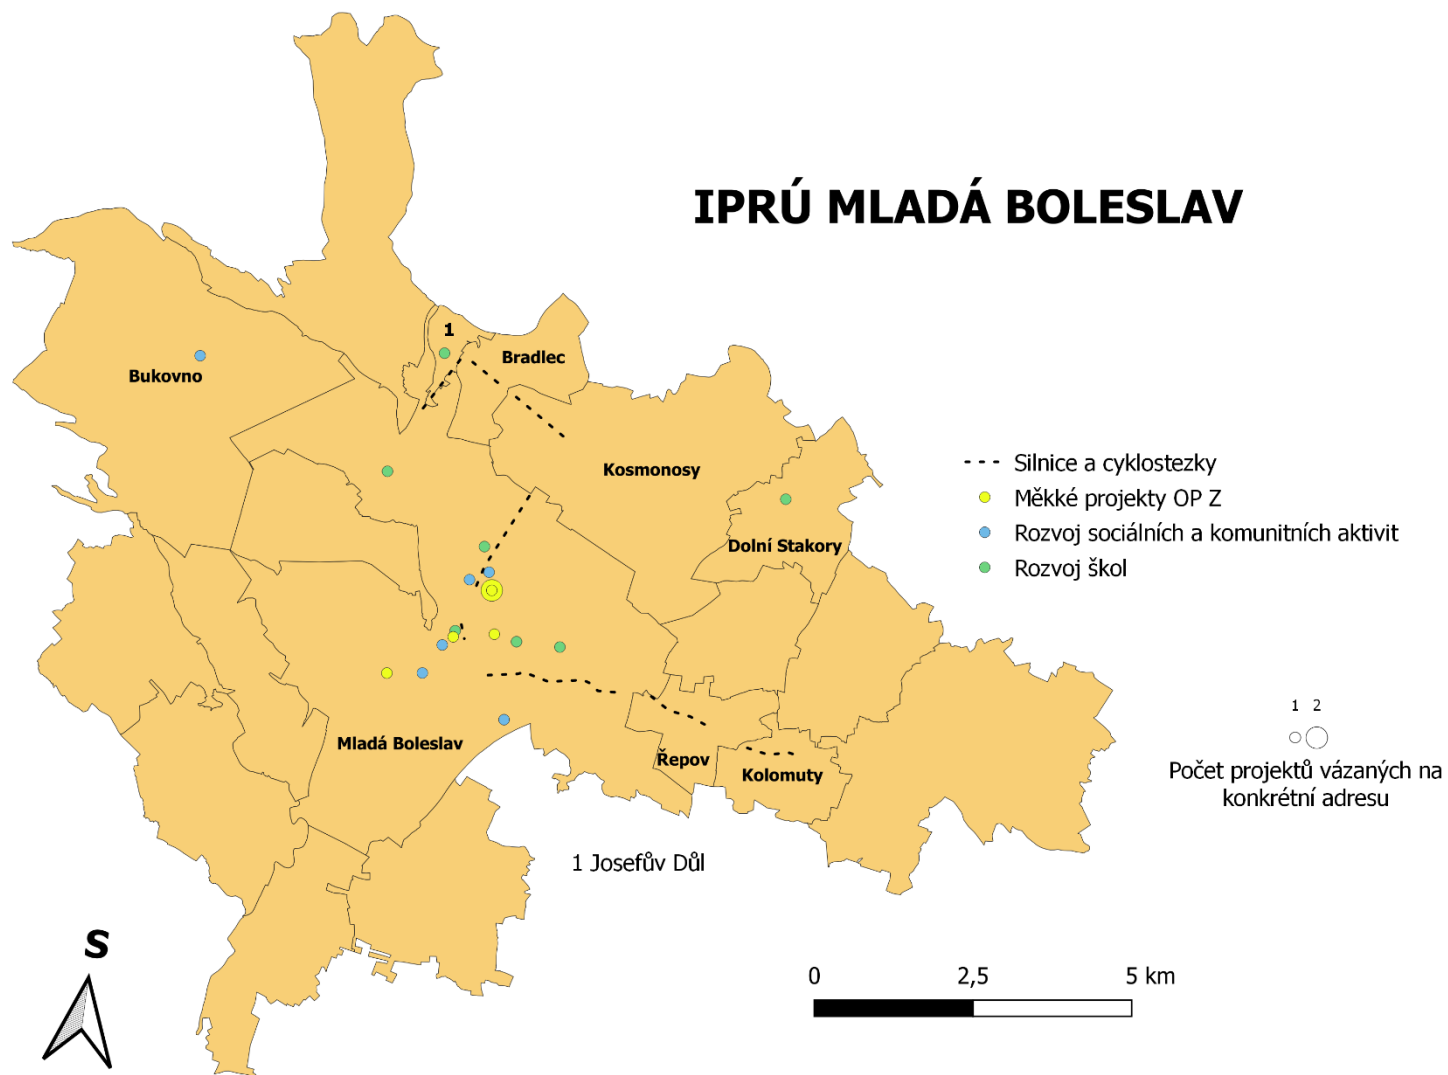 IPRÚ MLADÁ BOLESLAV
1
Bradlec
Bukovno
Kosmonosy
Dolní Stakory
Silnice a cyklostezky
Měkké projekty OP Z
Rozvoj sociálních a komunitních aktivit
Rozvoj škol
Mladá Boleslav
Řepov
Kolomuty
1 2
Počet projektů vázaných na
konkrétní adresu
1 Josefův Důl
S
0 2,5 5 km